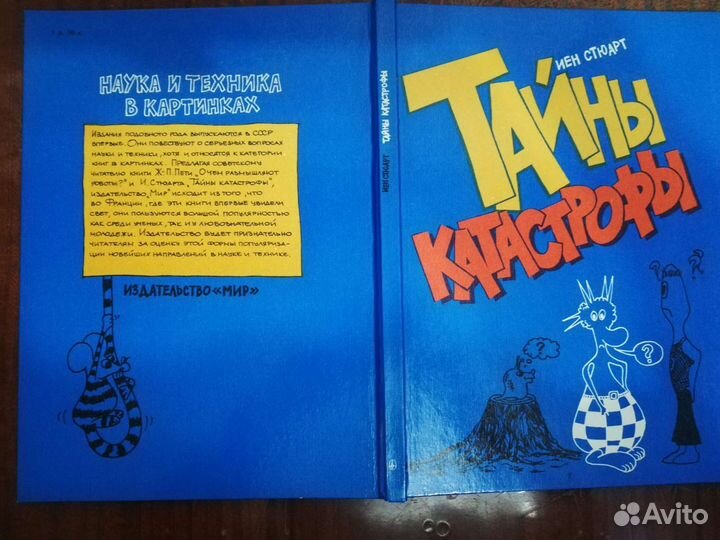 НАУКА И ТЕХНИКА
В КАРТИНКАХ
ИЗДАНИЯ ПОДОБНОГО РОДА ВЫПУСКАЮТСЯ В СССР
ВПЕРВЫЕ. ОНИ ПОВЕСТВУЮТ О СЕРЬЕЗНЫХ ВОПРОСАХ
НАУКИ И ТЕХНИКИ, ХОТЯ И ОТНОСЯТСЯ К КАТЕГОРИИ
КНИГ В КАРТИНКАХ. ПРЕДЛАГАЯ СОВЕТСКОМУ
ЧИТАТЕЛЮ КНИГИ Ж.-П. ПЕТИ „О ЧЕМ РАЗМЫШЛЯЮТ
РОБОТЫ?" И И. СТЮАРТА „ТАЙНЫ КАТАСТРОФЫ",
ИЗДАТЕЛЬСТВО „МИР" ИСХОДИТ ИЗ ТОГО, ЧТО
ВО ФРАНЦИИ, ГДЕ ЭТИ КНИГИ ВПЕРВЫЕ УВИДЕЛИ
СВЕТ, ОНИ ПОЛЬЗУЮТСЯ БОЛЬШОЙ ПОПУЛЯРНОСТЬЮ
КАК СРЕДИ УЧЕНЫХ, ТАК И У ЛЮБОЗНАТЕЛЬНОЙ
МОЛОДЕЖИ. ИЗДАТЕЛЬСТВО БУДЕТ ПРИЗНАТЕЛЬНО
ЧИТАТЕЛЯМ ЗА ОЦЕНКУ ЭТОЙ ФОРМЫ ПОПУЛЯРИЗА-
ЦИИ НОВЕЙШИХ НАПРАВЛЕНИЙ В НАУКЕ И ТЕХНИКЕ.
ИЗДАТЕЛЬСТВО «МИР»
ИЕН СТЮАРТ ТАЙНЫ КАТАСТРОФЫ
ИЕН СТЮАРТ
ТАЙНЫ
КАТАСТРОФЫ
?
?
Avito